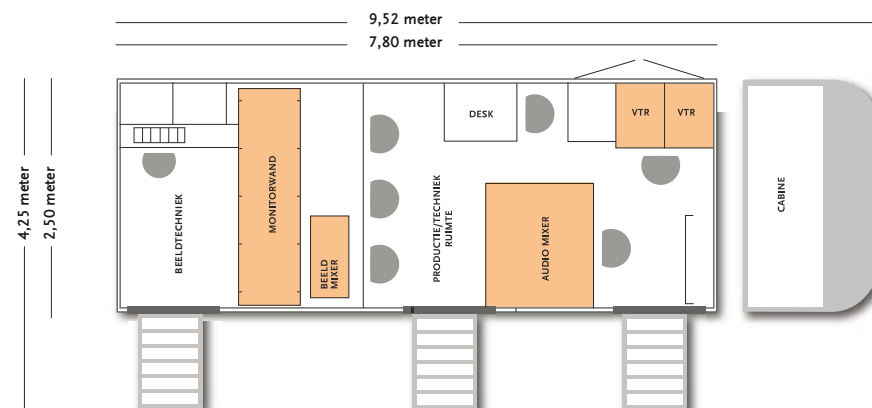 9,52 meter
7,80 meter
4,25 meter
2,50 meter
BEELDTECHNIEK
MONITORWAND
BEELD
MIXER
PRODUCTIE/TECHNIEK
RUIMTE
DESK
AUDIO MIXER
VTR
VTR
CABINE